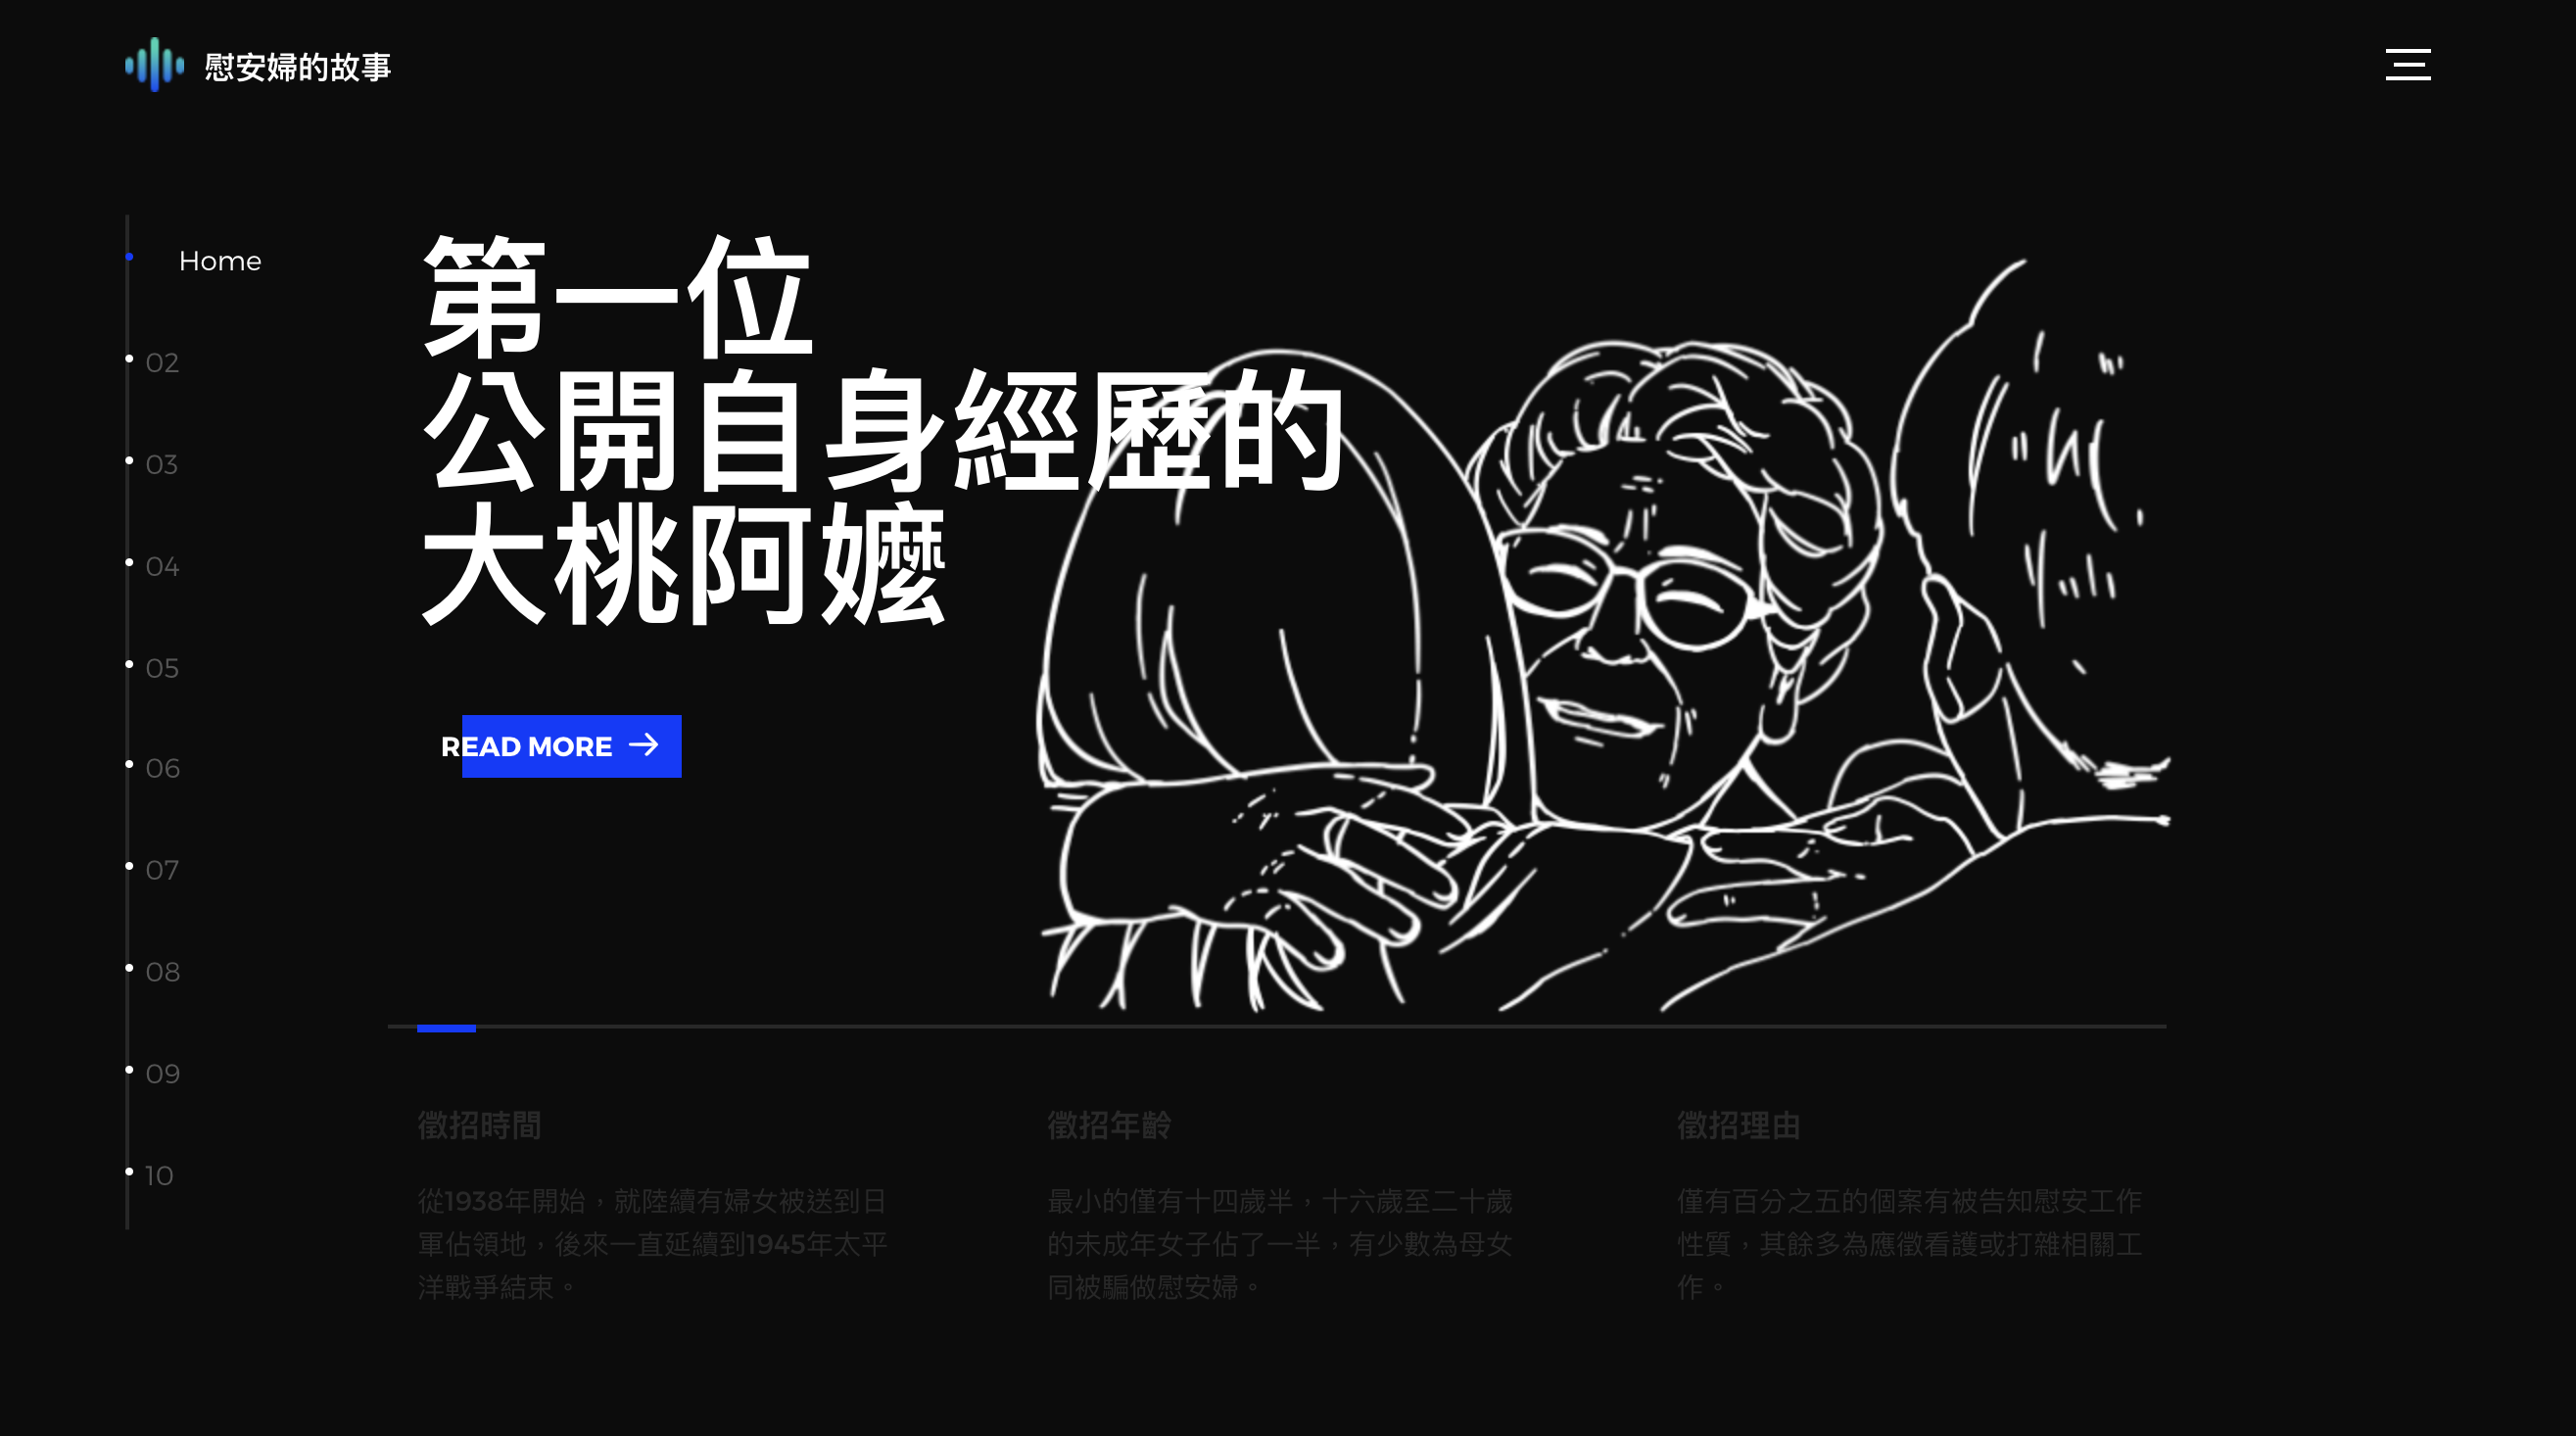 慰安婦的故事
Home
02
03
04
05
06
07
08
09
10
第一位
公開自身經歷的
大桃阿嬤
READ MORE
徵招時間
從1938年開始，就陸續有婦女被送到日
軍佔領地，後來一直延續到1945年太平
洋戰爭結束。
徵招年齡
最小的僅有十四歲半，十六歲至二十歲
的未成年女子佔了一半，有少數為母女
同被騙做慰安婦。
徵招理由
僅有百分之五的個案有被告知慰安工作
性質，其餘多為應徵看護或打雜相關工
作。